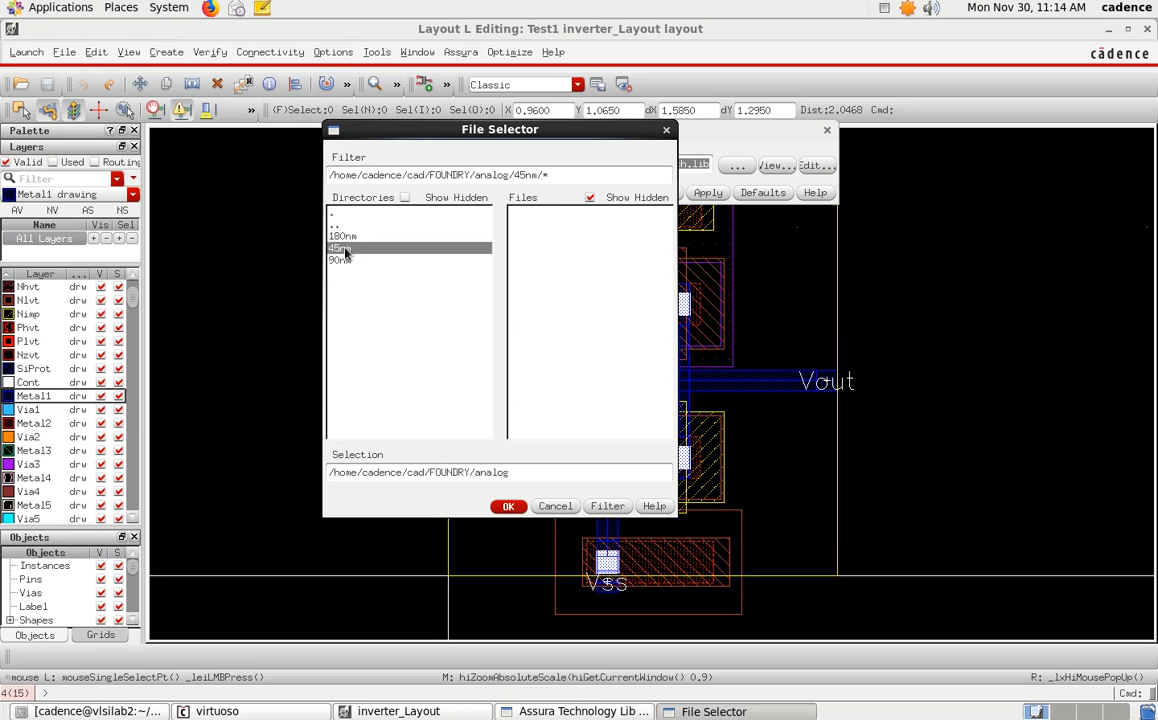 Applications Places System
Mon Nov 30, 11:14 AM cadence
Layout L Editing: Test1 inverter_Layout layout
Launch File Edit View Create Verify Connectivity Options Tools Window Assura Optimize Help
cādence
» » » Classic
» (F)Select:0 Sel(N):0 Sel(I):0 Sel(O):0 X 0.9600 Y 1.0650 dX 1.5850 dY 1.2950 Dist:2.0468 Cmd:
Palette
Layers
Valid Used Routing
Filter
Metal1 drawing
AV NV AS NS
Name Vis Sel
All Layers
Layer ... V S
Nhvt drw
Nlvt drw
Nimp drw
Phvt drw
Plvt drw
Nzvt drw
SiProt drw
Cont drw
Metal1 drw
Via1 drw
Metal2 drw
Via2 drw
Metal3 drw
Via3 drw
Metal4 drw
Via4 drw
Metal5 drw
Via5 drw
Objects
Objects V S
Instances
Pins
Vias
Label
Shapes
Objects Grids
File Selector
Filter
/home/cadence/cad/FOUNDRY/analog/45nm/*
Directories Show Hidden Files Show Hidden
.
..
180nm
45nm
90nm
Selection
/home/cadence/cad/FOUNDRY/analog
OK Cancel Filter Help
ch.lib ... View... Edit...
Apply Defaults Help
Vout
Vss
mouse L: mouseSingleSelectPt() _leiLMBPress() M: hiZoomAbsoluteScale(hiGetCurrentWindow() 0.9) R: _lxHiMousePopUp()
4(15) > Cmd:
[cadence@vlsilab2:~/... virtuoso inverter_Layout Assura Technology Lib ... File Selector